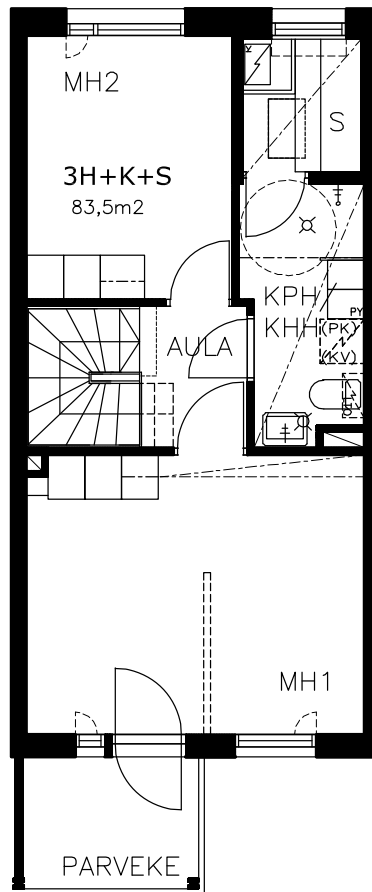 MH2
3H+K+S
83,5m2
S
KPH
KHH
PY
(PK)
(KV)
AULA
MH1
PARVEKE